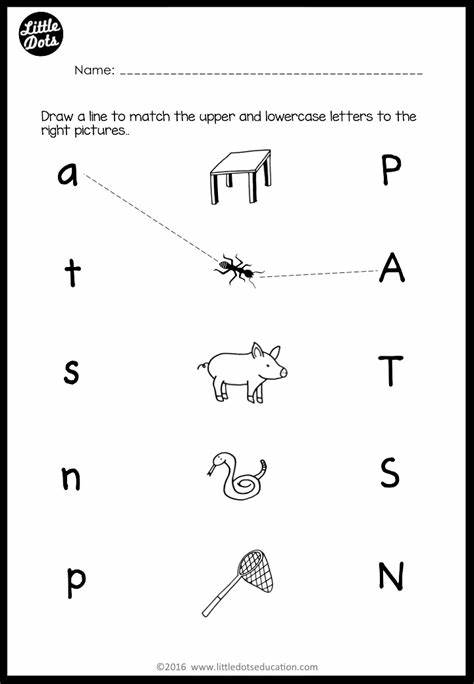 Little
Dots
Name: ______________________________
Draw a line to match the upper and lowercase letters to the
right pictures..
a P
t A
s T
n S
p N
©2016 www.littledotseducation.com